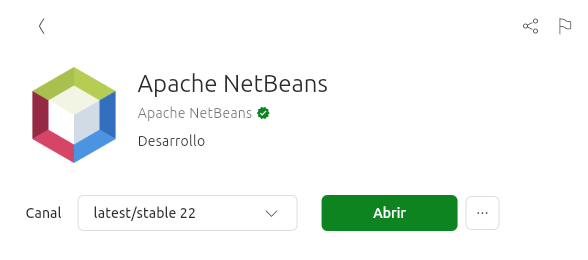 Apache NetBeans
Apache NetBeans
Desarrollo
Canal latest/stable 22 Abrir ...